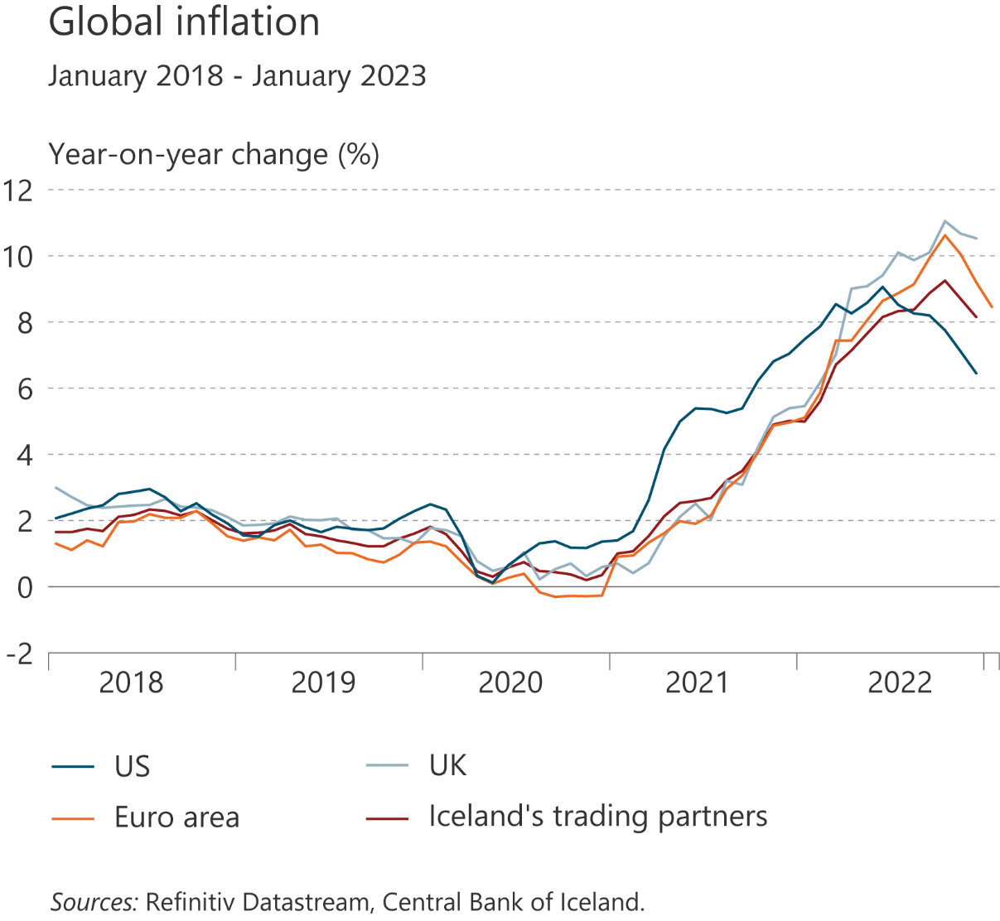 Global inflation
January 2018 - January 2023
Year-on-year change (%)
12
10
8
6
4
2
0
-2
2018 2019 2020 2021 2022
US UK
Euro area Iceland's trading partners
Sources: Refinitiv Datastream, Central Bank of Iceland.